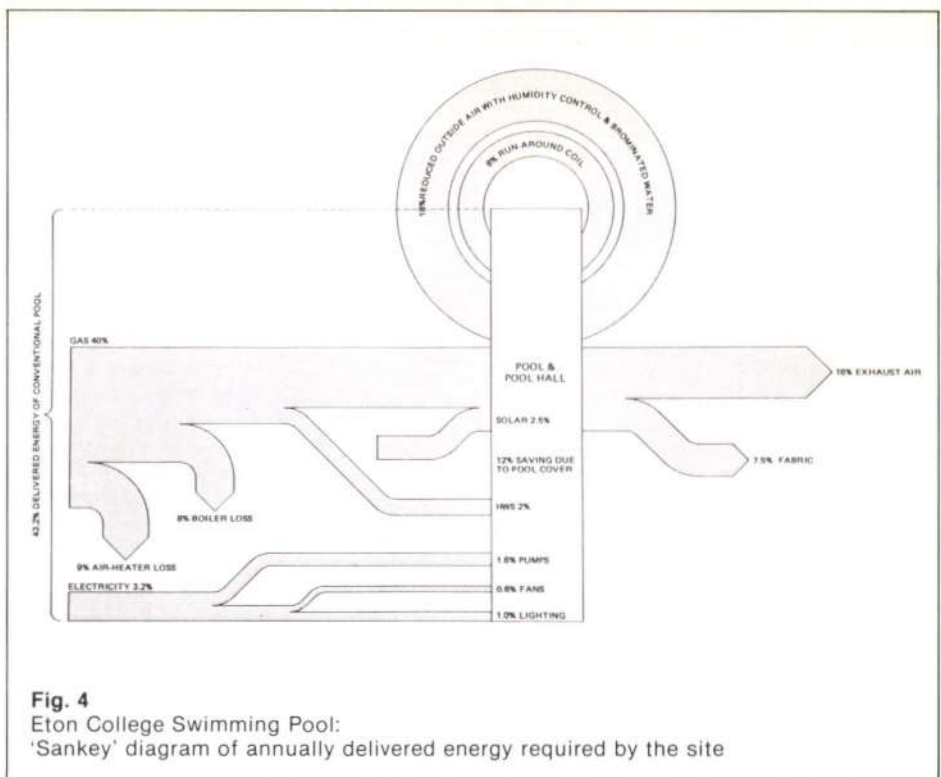 18% REDUCED OUTSIDE AIR WITH HUMIDITY CONTROL & BROMINATED WATER
8% RUN-AROUND COIL
43.2% DELIVERED ENERGY OF CONVENTIONAL POOL
GAS 40%
POOL &
POOL HALL
16% EXHAUST AIR
SOLAR 2.5%
12% SAVING DUE
TO POOL COVER
7.5% FABRIC
HWS 2%
8% BOILER LOSS
9% AIR-HEATER LOSS
1.6% PUMPS
ELECTRICITY 3.2%
0.6% FANS
1.0% LIGHTING
Fig. 4
Eton College Swimming Pool:
'Sankey' diagram of annually delivered energy required by the site